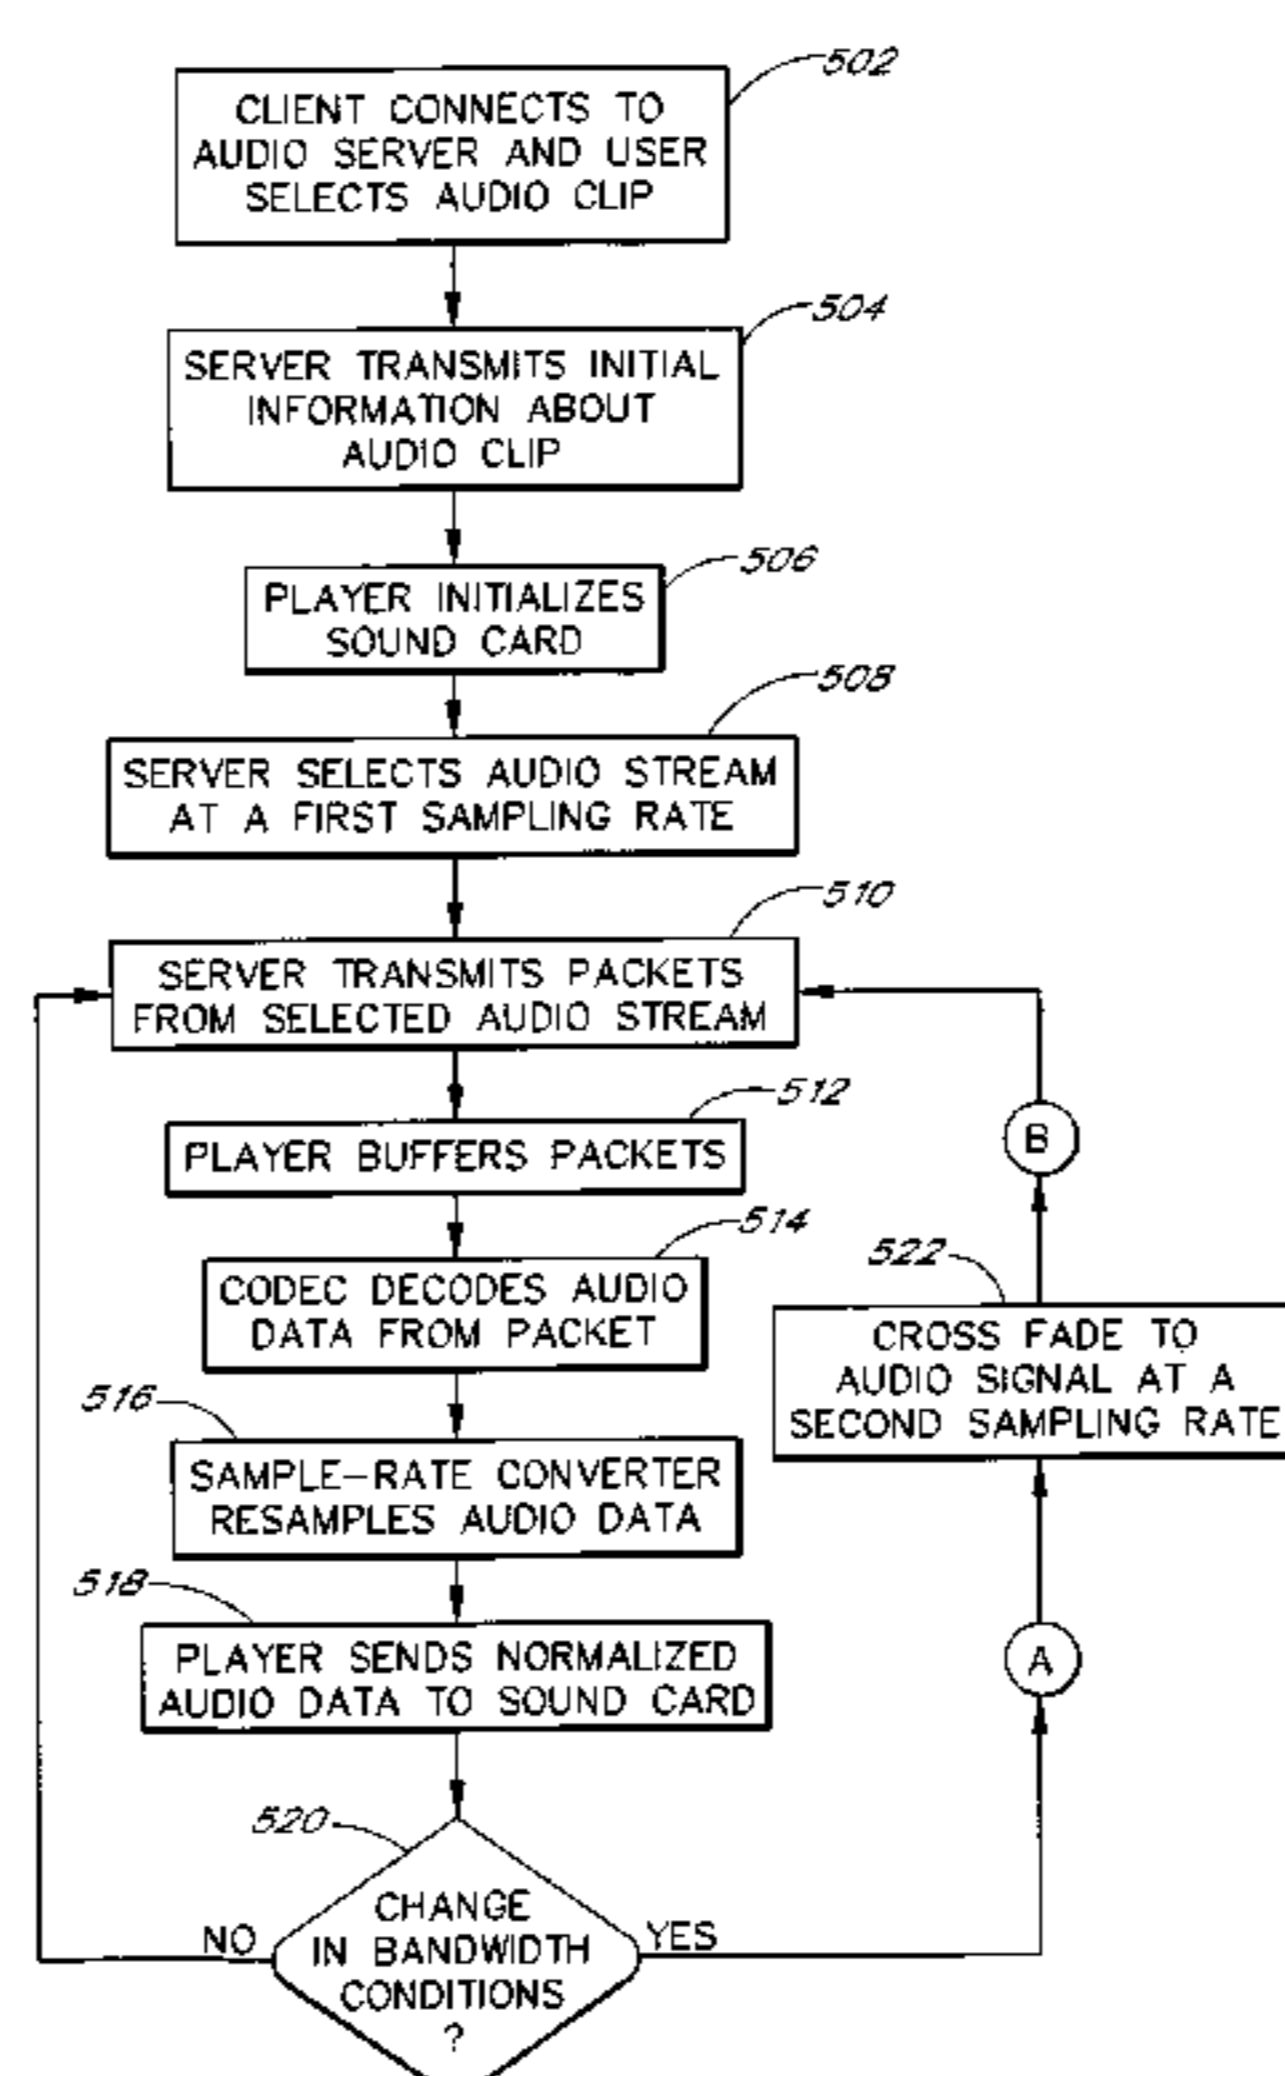 502
CLIENT CONNECTS TO
AUDIO SERVER AND USER
SELECTS AUDIO CLIP
504
SERVER TRANSMITS INITIAL
INFORMATION ABOUT
AUDIO CLIP
506
PLAYER INITIALIZES
SOUND CARD
508
SERVER SELECTS AUDIO STREAM
AT A FIRST SAMPLING RATE
510
SERVER TRANSMITS PACKETS
FROM SELECTED AUDIO STREAM
512
PLAYER BUFFERS PACKETS
B
514
CODEC DECODES AUDIO
DATA FROM PACKET
522
CROSS FADE TO
AUDIO SIGNAL AT A
SECOND SAMPLING RATE
516
SAMPLE-RATE CONVERTER
RESAMPLES AUDIO DATA
518
PLAYER SENDS NORMALIZED
AUDIO DATA TO SOUND CARD
A
520
CHANGE
IN BANDWIDTH
CONDITIONS
?
NO
YES